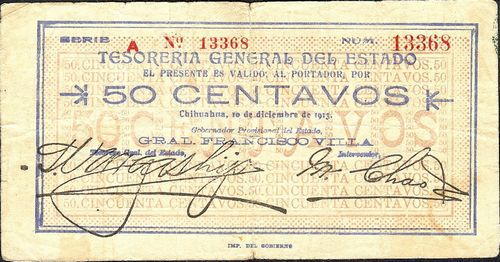 SERIE A No 13368 NUM. 13368
TESORERIA GENERAL DEL ESTADO
EL PRESENTE ES VALIDO, AL PORTADOR, POR
50 CENTAVOS
Chihuahua, 10 de diciembre de 1913.
Gobernador Provisional del Estado,
GRAL. FRANCISCO VILLA
Tesorero Gral. del Estado. Interventor,
M. Chao
IMP. DEL GOBIERNO